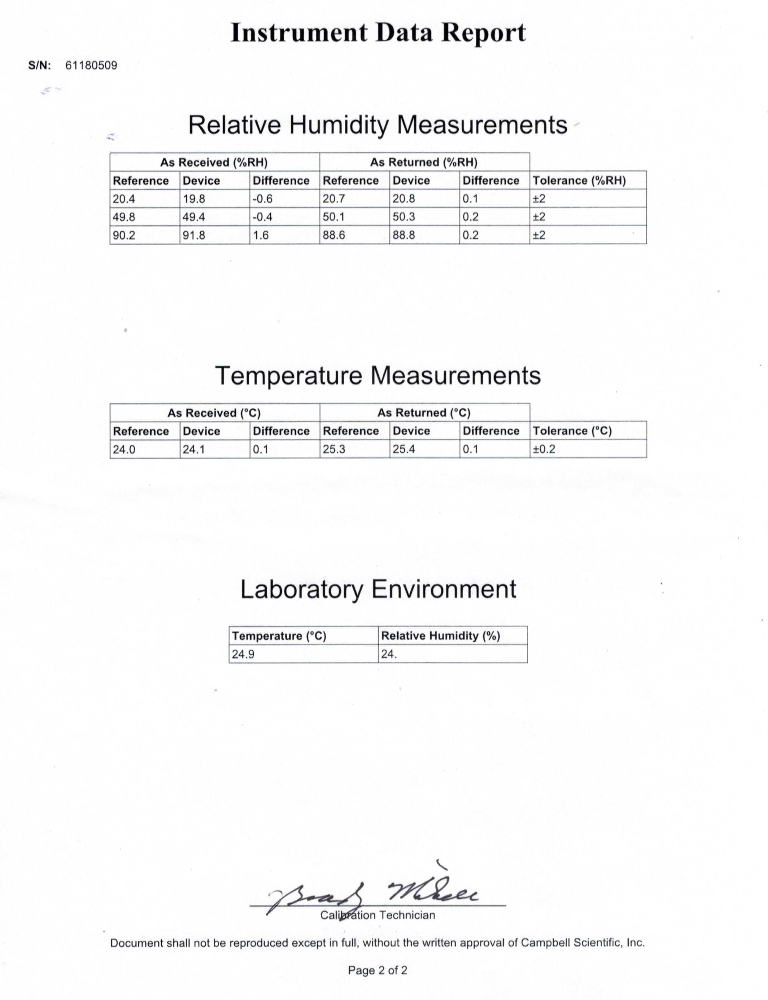 Instrument Data Report
S/N: 61180509
Relative Humidity Measurements
As Received (%RH) As Returned (%RH)
Reference Device Difference Reference Device Difference Tolerance (%RH)
20.4 19.8 -0.6 20.7 20.8 0.1 ±2
49.8 49.4 -0.4 50.1 50.3 0.2 ±2
90.2 91.8 1.6 88.6 88.8 0.2 ±2
Temperature Measurements
As Received (°C) As Returned (°C)
Reference Device Difference Reference Device Difference Tolerance (°C)
24.0 24.1 0.1 25.3 25.4 0.1 ±0.2
Laboratory Environment
Temperature (°C) Relative Humidity (%)
24.9 24.
Brady
Calibration Technician
Document shall not be reproduced except in full, without the written approval of Campbell Scientific, Inc.
Page 2 of 2